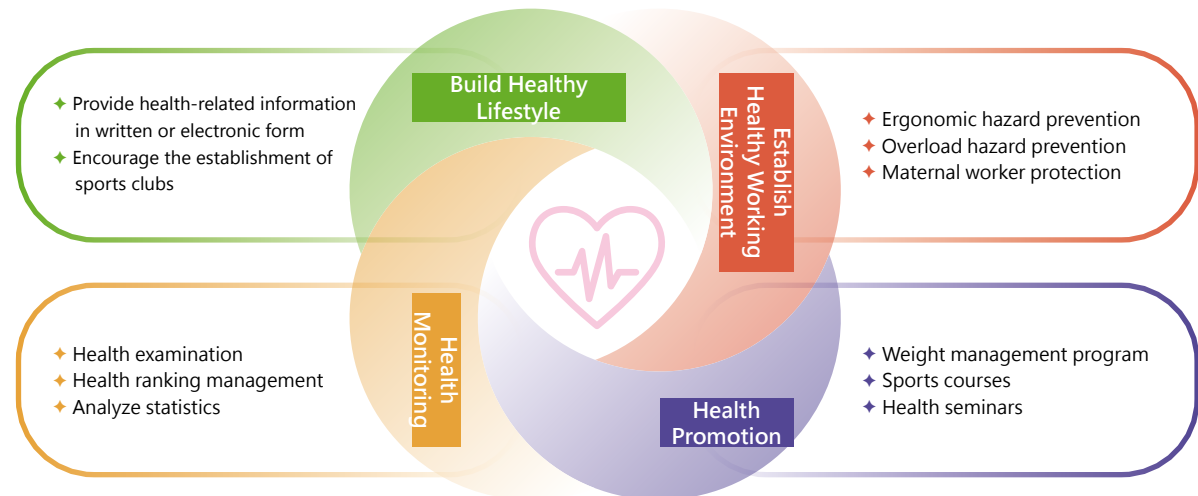 Build Healthy
Lifestyle
✦ Provide health-related information
in written or electronic form
✦ Encourage the establishment of
sports clubs
Establish
Healthy Working
Environment
✦ Ergonomic hazard prevention
✦ Overload hazard prevention
✦ Maternal worker protection
Health
Monitoring
✦ Health examination
✦ Health ranking management
✦ Analyze statistics
Health
Promotion
✦ Weight management program
✦ Sports courses
✦ Health seminars